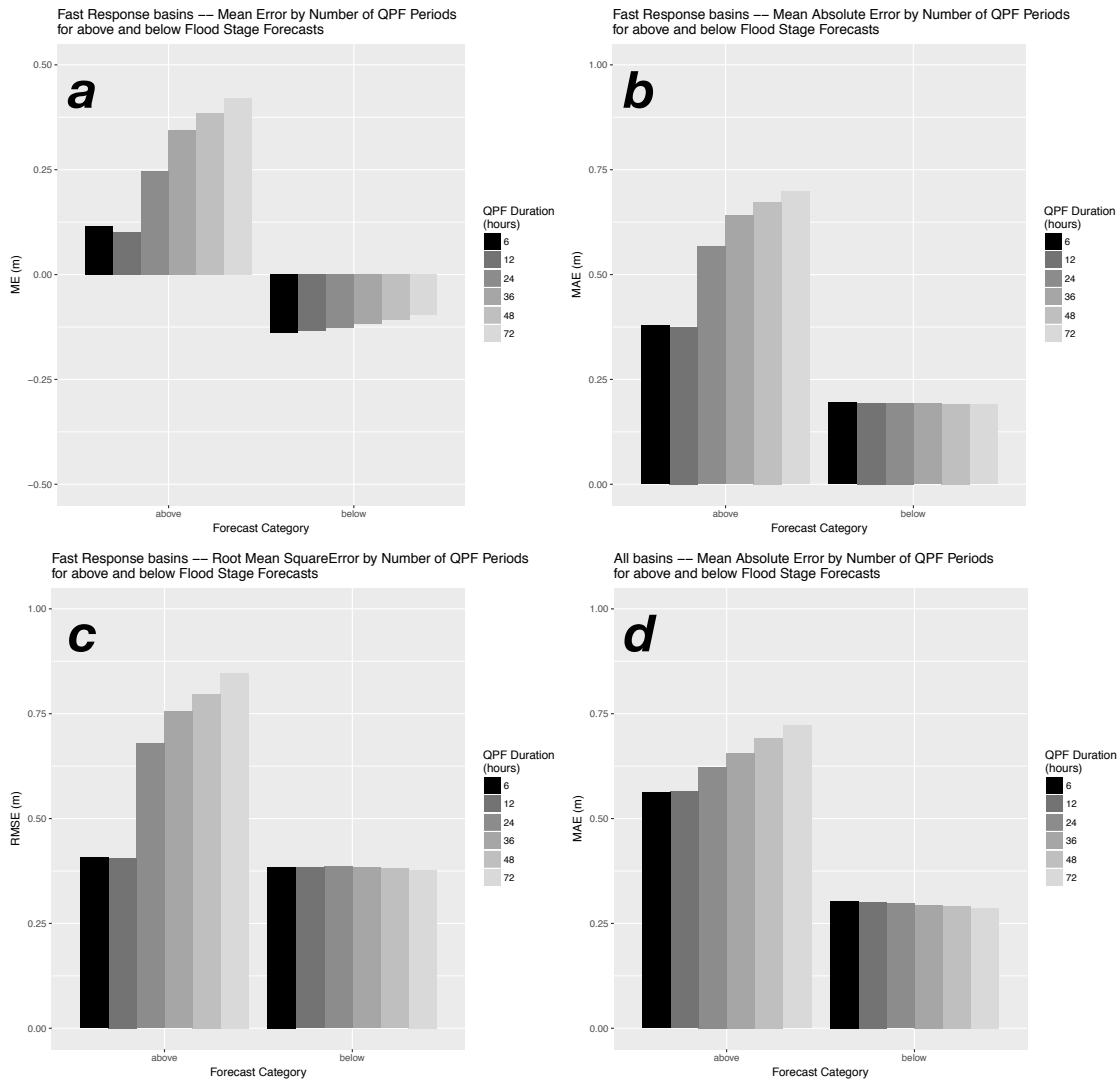 Fast Response basins −− Mean Error by Number of QPF Periods
for above and below Flood Stage Forecasts
a
0.50
0.25
0.00
−0.25
−0.50
ME (m)
above
below
Forecast Category
QPF Duration
(hours)
6
12
24
36
48
72
Fast Response basins −− Mean Absolute Error by Number of QPF Periods
for above and below Flood Stage Forecasts
b
1.00
0.75
0.50
0.25
0.00
MAE (m)
above
below
Forecast Category
QPF Duration
(hours)
6
12
24
36
48
72
Fast Response basins −− Root Mean SquareError by Number of QPF Periods
for above and below Flood Stage Forecasts
c
1.00
0.75
0.50
0.25
0.00
RMSE (m)
above
below
Forecast Category
QPF Duration
(hours)
6
12
24
36
48
72
All basins −− Mean Absolute Error by Number of QPF Periods
for above and below Flood Stage Forecasts
d
1.00
0.75
0.50
0.25
0.00
MAE (m)
above
below
Forecast Category
QPF Duration
(hours)
6
12
24
36
48
72